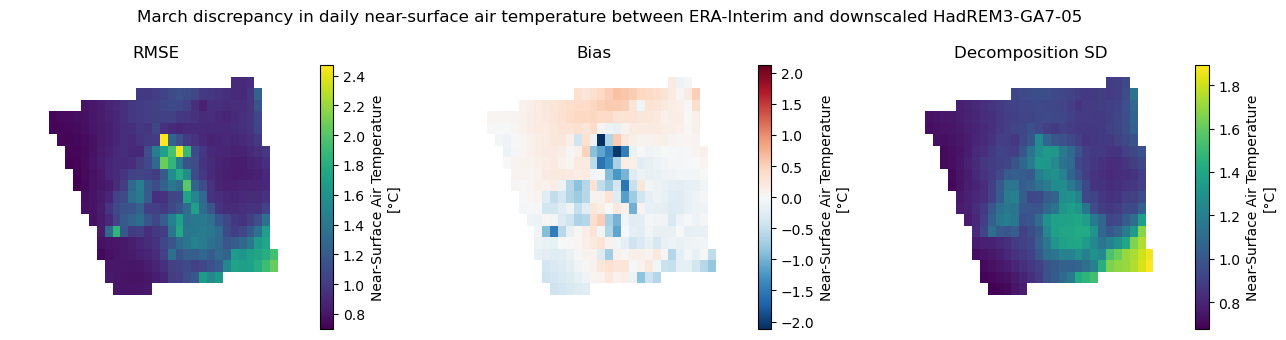 March discrepancy in daily near-surface air temperature between ERA-Interim and downscaled HadREM3-GA7-05
RMSE
2.4
2.2
2.0
1.8
1.6
1.4
1.2
1.0
0.8
Near-Surface Air Temperature
[°C]
Bias
2.0
1.5
1.0
0.5
0.0
−0.5
−1.0
−1.5
−2.0
Near-Surface Air Temperature
[°C]
Decomposition SD
1.8
1.6
1.4
1.2
1.0
0.8
Near-Surface Air Temperature
[°C]